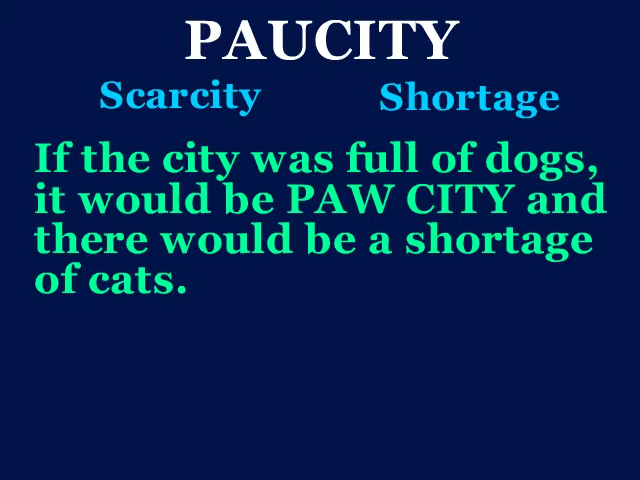 PAUCITY
Scarcity Shortage
If the city was full of dogs,
it would be PAW CITY and
there would be a shortage
of cats.